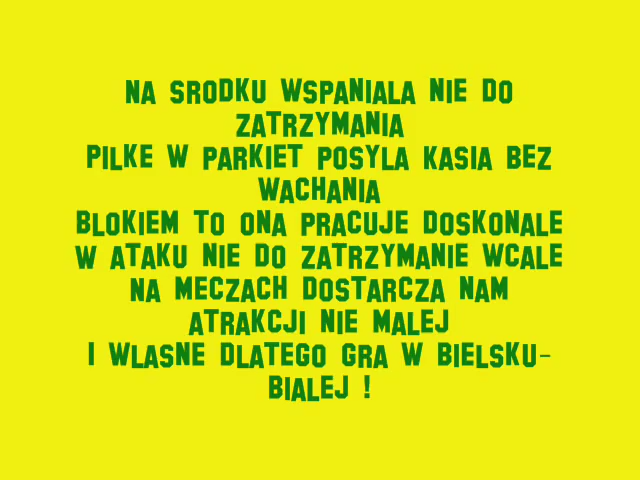 NA SRODKU WSPANIALA NIE DO
ZATRZYMANIA
PILKE W PARKIET POSYLA KASIA BEZ
WACHANIA
BLOKIEM TO ONA PRACUJE DOSKONALE
W ATAKU NIE DO ZATRZYMANIE WCALE
NA MECZACH DOSTARCZA NAM
ATRAKCJI NIE MALEJ
I WLASNE DLATEGO GRA W BIELSKU-
BIALEJ !